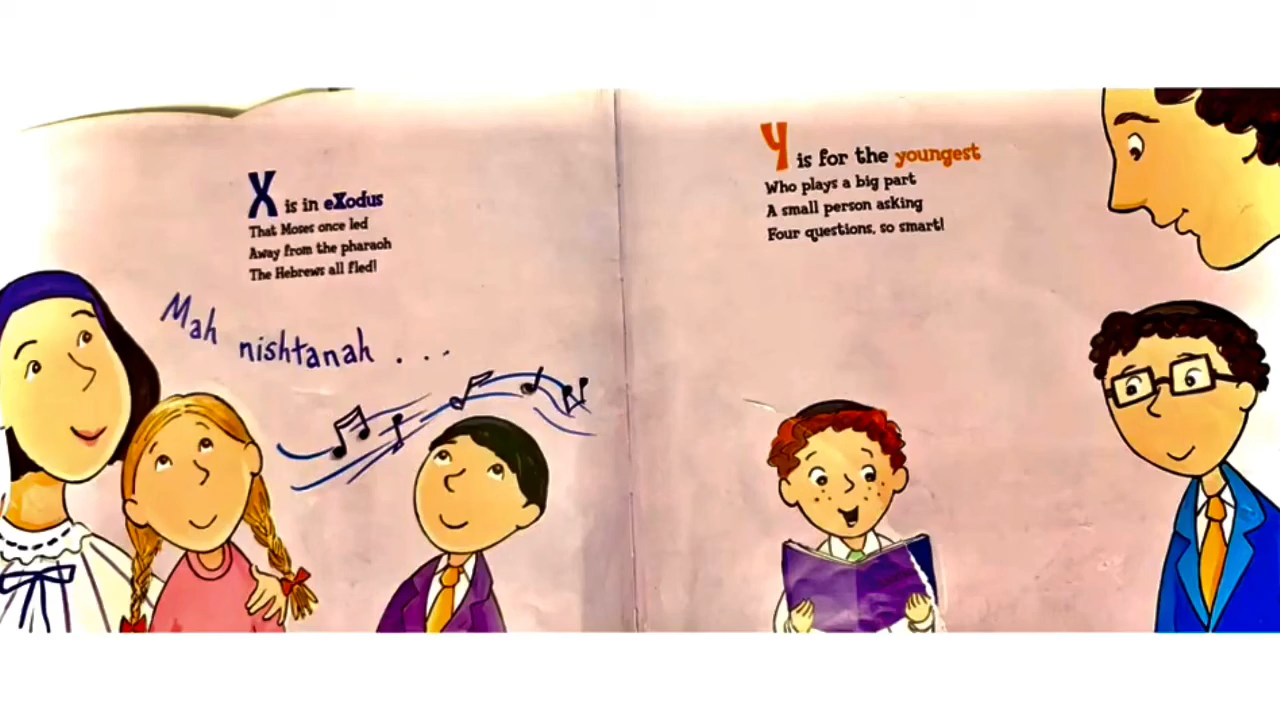 X is in eXodus
That Moses once led
Away from the pharaoh
The Hebrews all fled!
Mah nishtanah . . .
Y is for the youngest
Who plays a big part
A small person asking
Four questions, so smart!